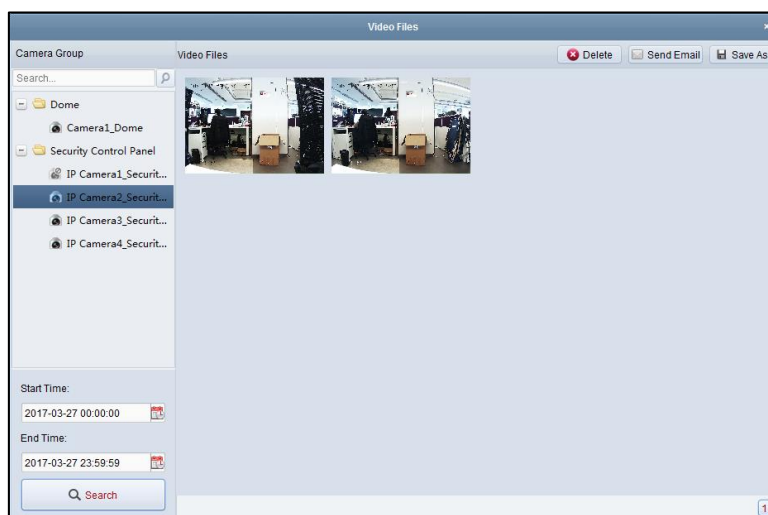 Video Files
Camera Group
Video Files
Delete
Send Email
Save As
Search...
Dome
Camera1_Dome
Security Control Panel
IP Camera1_Securit...
IP Camera2_Securit...
IP Camera3_Securit...
IP Camera4_Securit...
Start Time:
2017-03-27 00:00:00
End Time:
2017-03-27 23:59:59
Search
1